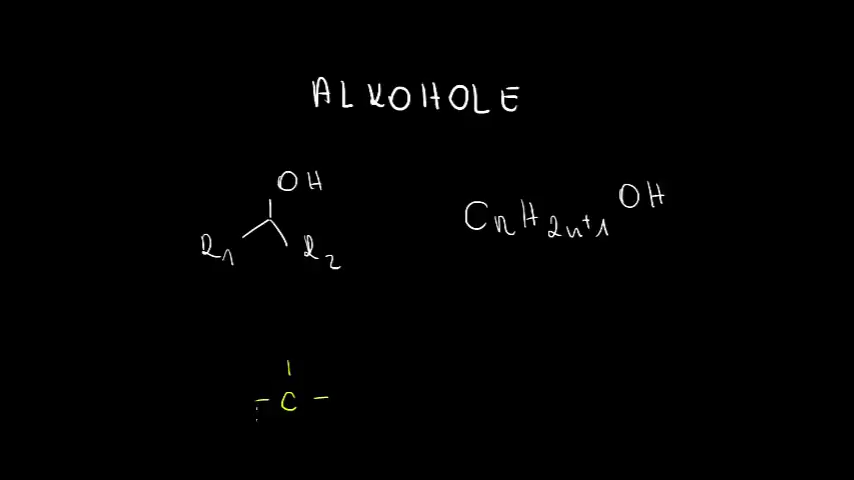 ALKOHOLE
OH
R1 R2
CnH2n+1OH
C